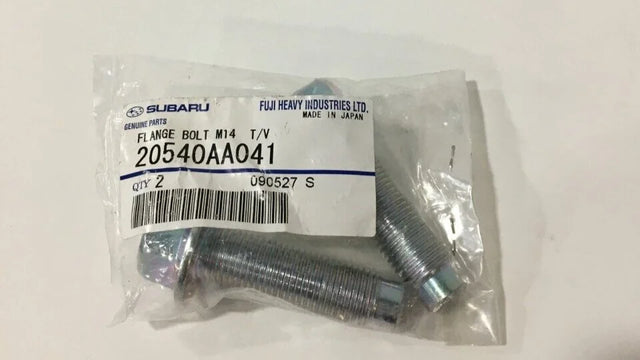 SUBARU
FUJI HEAVY INDUSTRIES LTD.
GENUINE PARTS
MADE IN JAPAN
FLANGE BOLT M14 T/V
20540AA041
QTY 2 090527 S